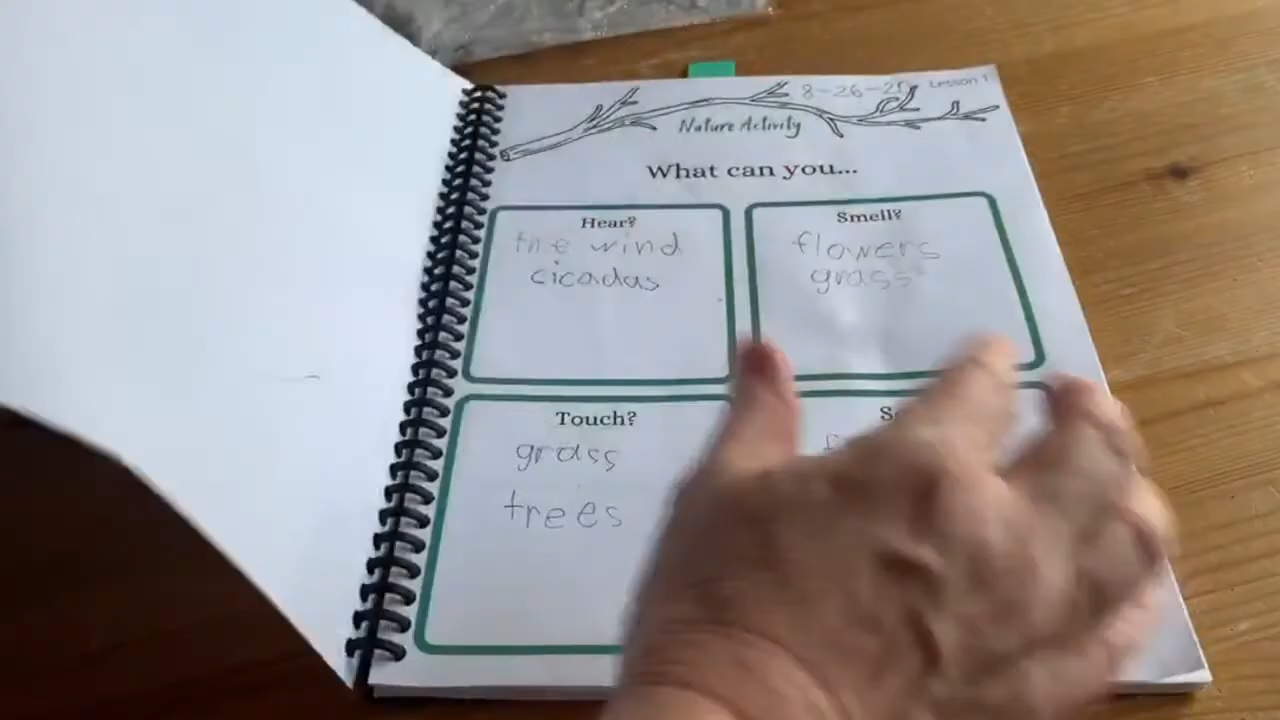 8-26-20 Lesson 1
Nature Activity
What can you...
Hear?
the wind
cicadas
Smell?
flowers
grass
Touch?
grass
trees